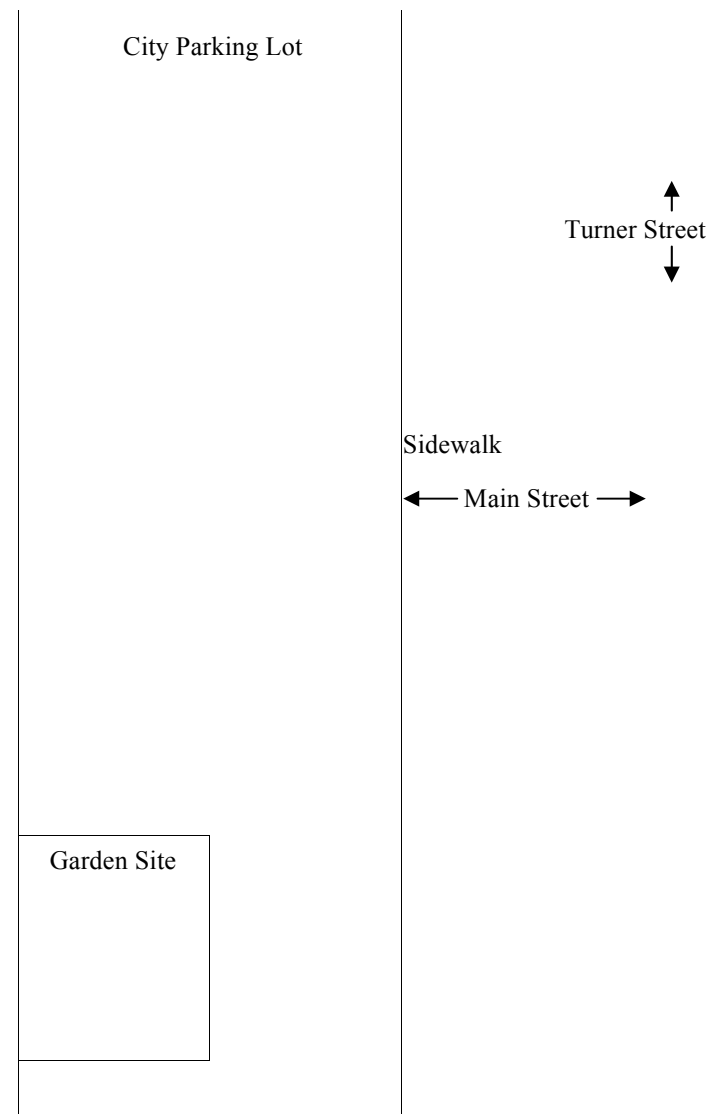 City Parking Lot
Turner Street
Sidewalk
Main Street
Garden Site